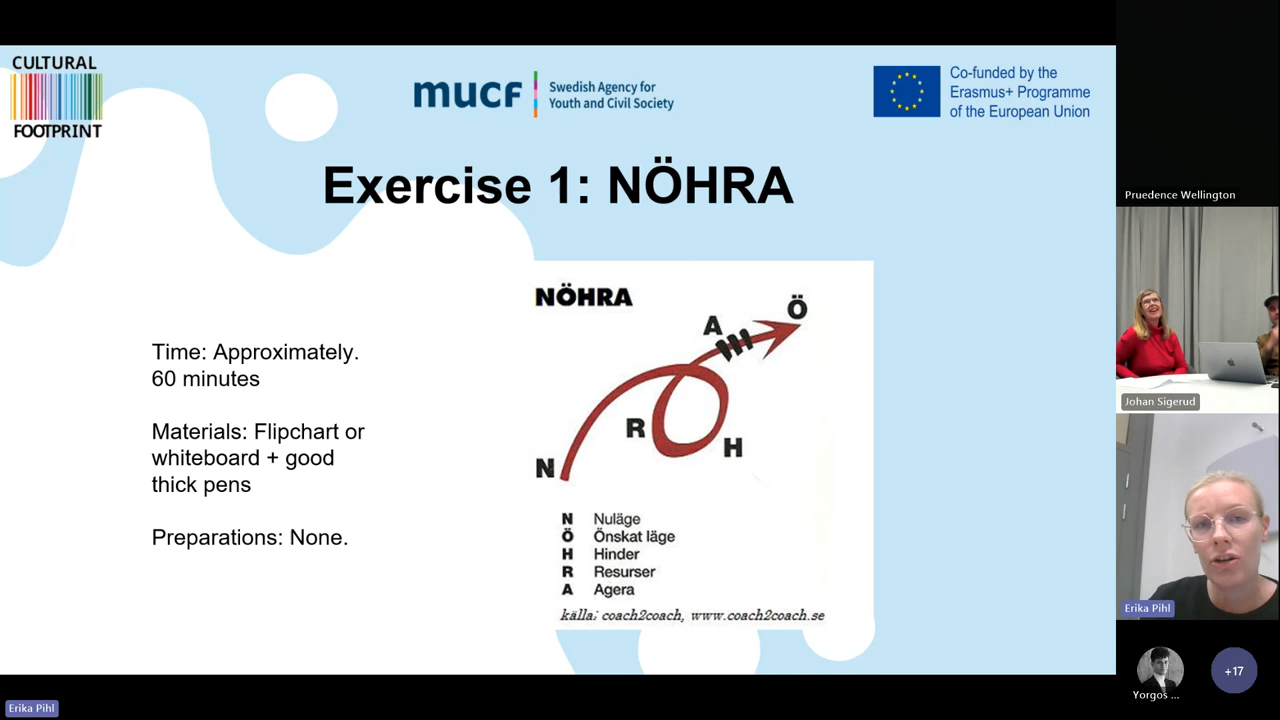 CULTURAL
FOOTPRINT
mucf
Swedish Agency for
Youth and Civil Society
Co-funded by the
Erasmus+ Programme
of the European Union
Exercise 1: NÖHRA
Time: Approximately.
60 minutes
Materials: Flipchart or
whiteboard + good
thick pens
Preparations: None.
NÖHRA
Ö
A
R
H
N
N Nuläge
Ö Önskat läge
H Hinder
R Resurser
A Agera
källa: coach2coach, www.coach2coach.se
Pruedence Wellington
Johan Sigerud
Erika Pihl
Yorgos ...
+17
Erika Pihl